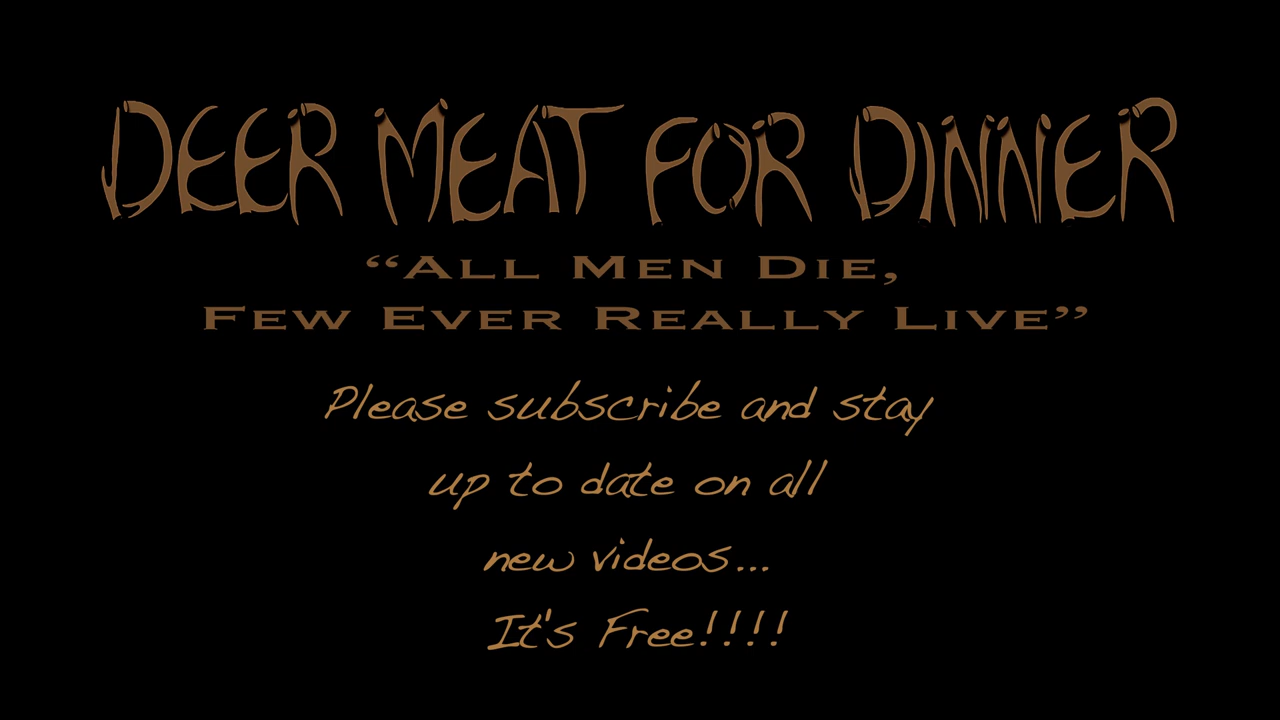 DEER MEAT FOR DINNER
“ALL MEN DIE,
FEW EVER REALLY LIVE”
Please subscribe and stay
up to date on all
new videos...
It's Free!!!!